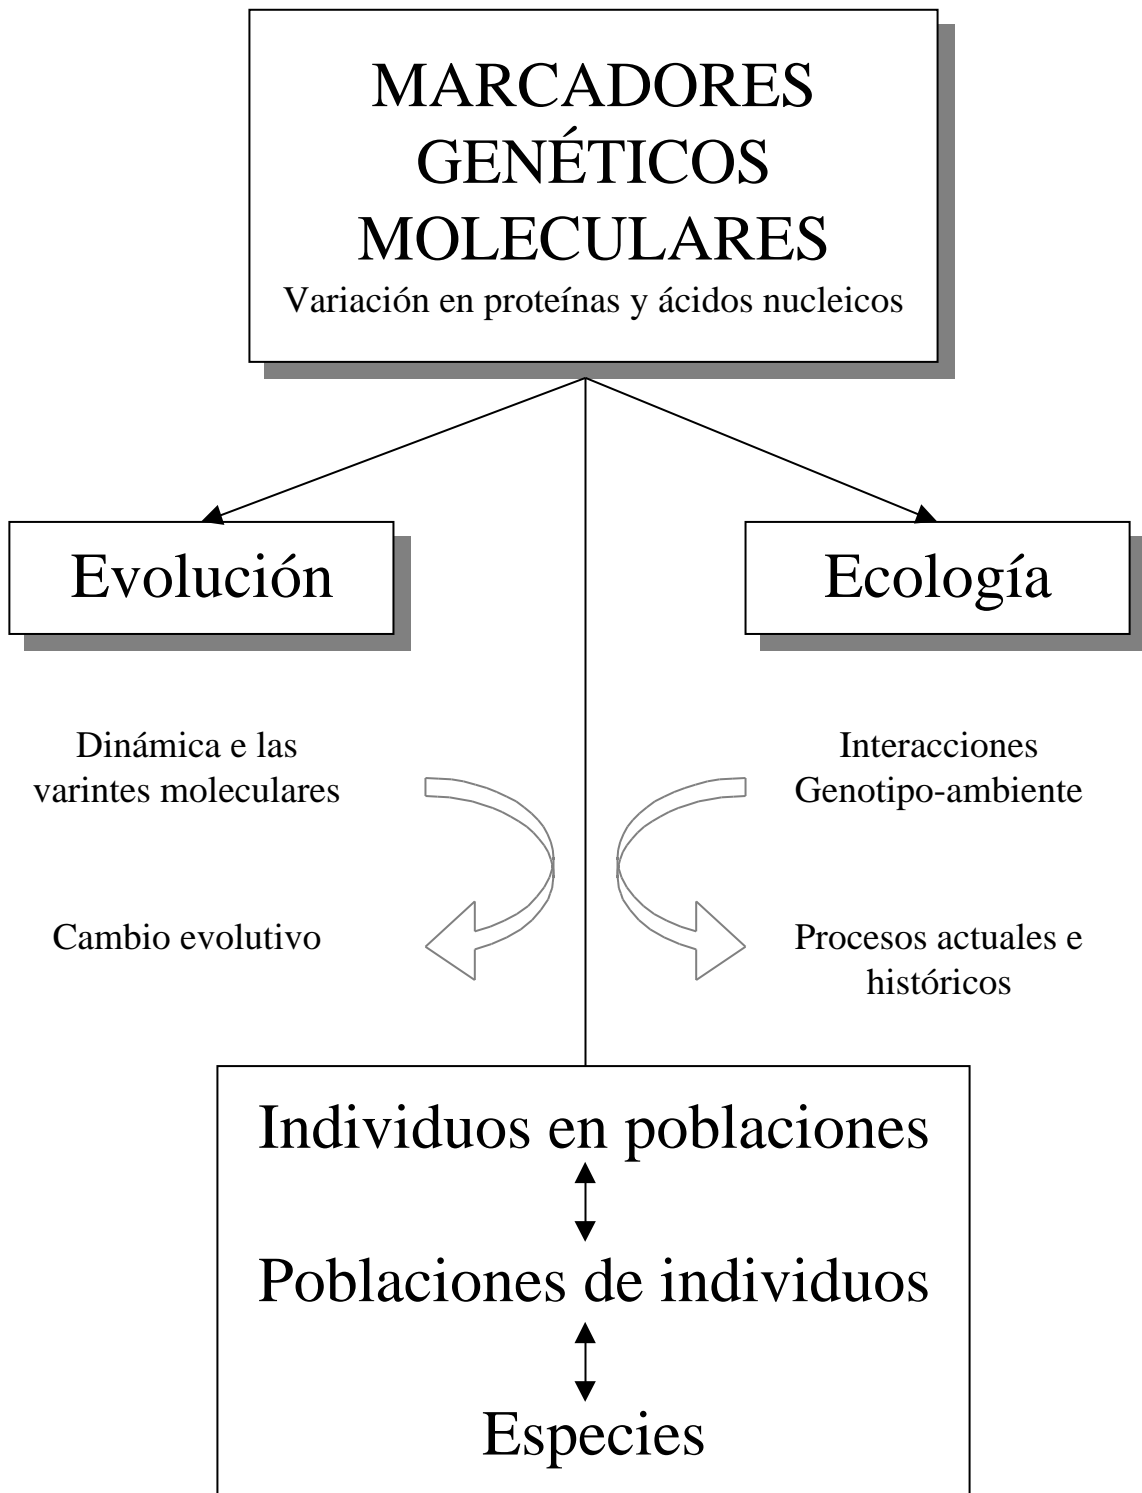 MARCADORES
GENÉTICOS
MOLECULARES
Variación en proteínas y ácidos nucleicos
Evolución
Ecología
Dinámica e las
varintes moleculares
Interacciones
Genotipo-ambiente
Cambio evolutivo
Procesos actuales e
históricos
Individuos en poblaciones
Poblaciones de individuos
Especies